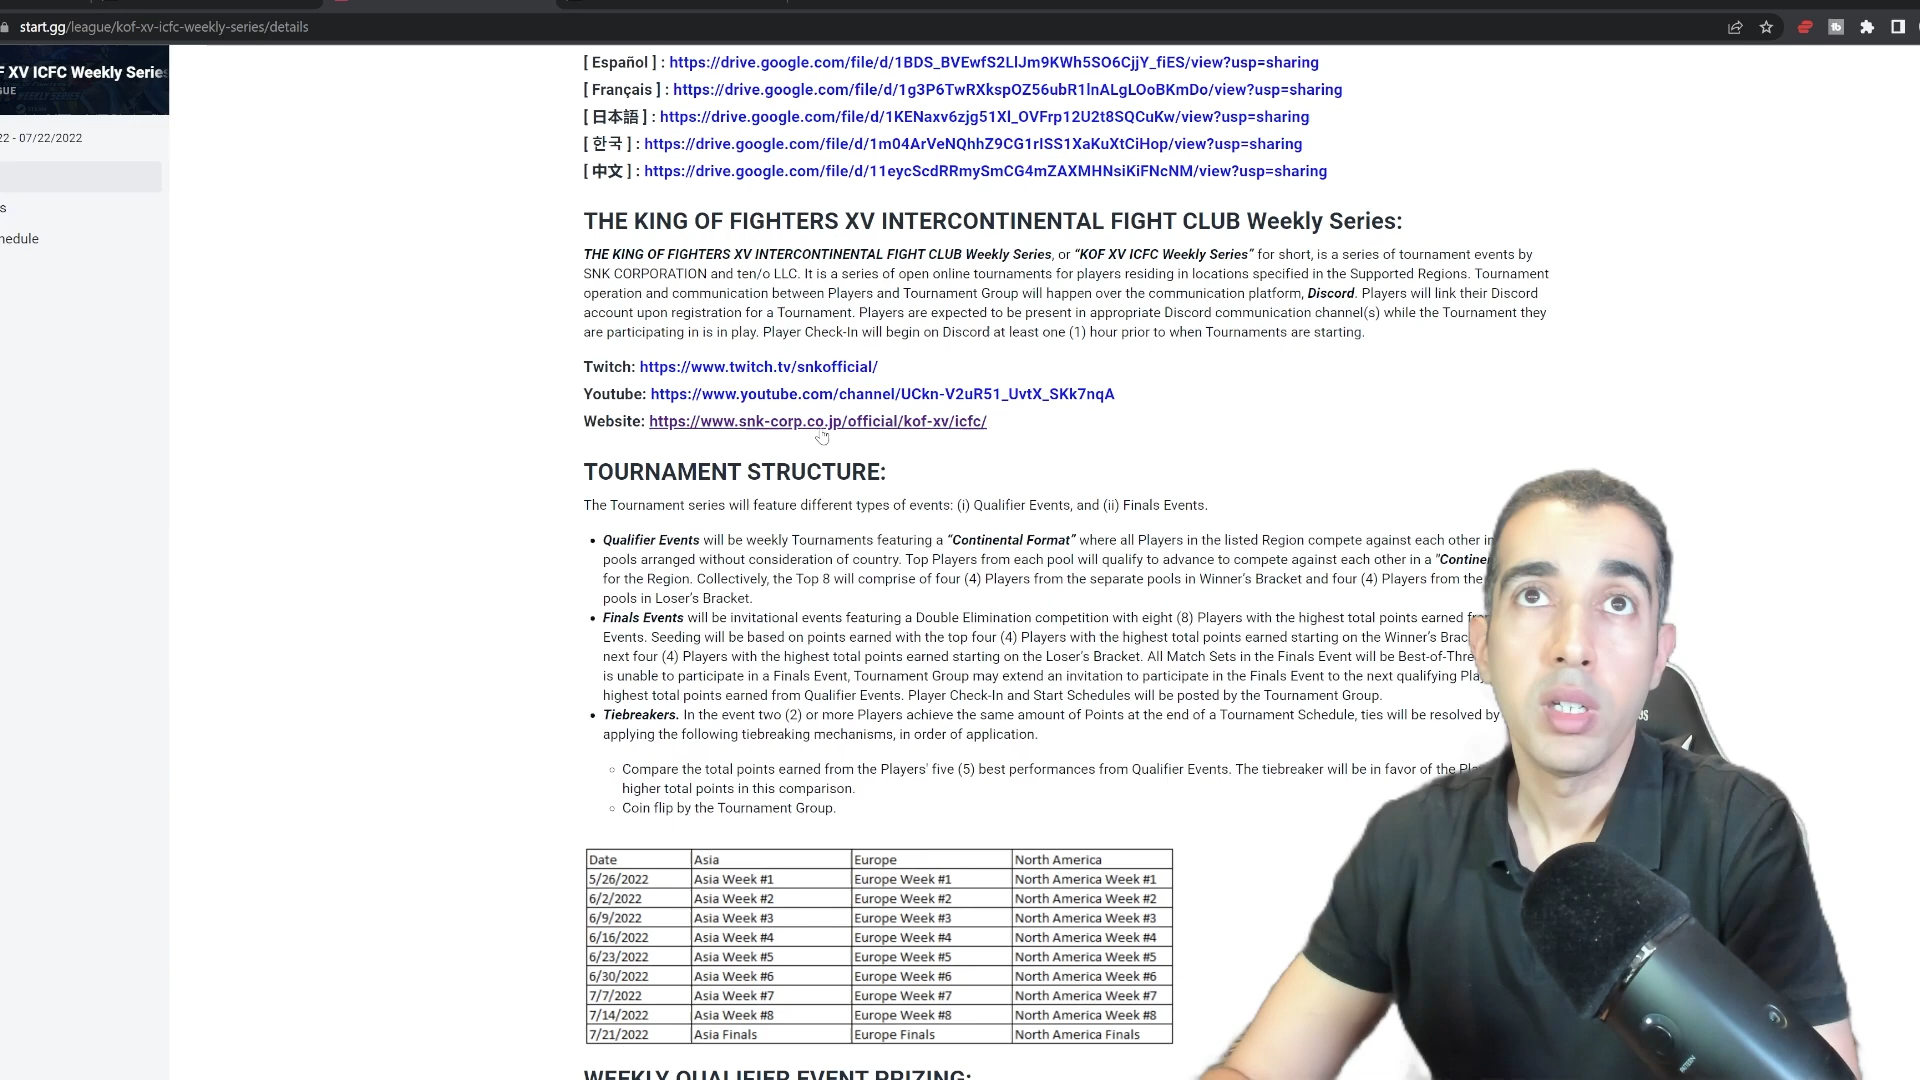 start.gg/league/kof-xv-icfc-weekly-series/details
F XV ICFC Weekly Series
GUE
22 - 07/22/2022
s
hedule
[ Español ] : https://drive.google.com/file/d/1BDS_BVEwfS2LlJm9KWh5SO6CjjY_fiES/view?usp=sharing
[ Français ] : https://drive.google.com/file/d/1g3P6TwRXkspOZ56ubR1lnALgLOoBKmDo/view?usp=sharing
[ 日本語 ] : https://drive.google.com/file/d/1KENaxv6zjg51Xl_OVFrp12U2t8SQCuKw/view?usp=sharing
[ 한국 ] : https://drive.google.com/file/d/1m04ArVeNQhhZ9CG1rISS1XaKuXtCiHop/view?usp=sharing
[ 中文 ] : https://drive.google.com/file/d/11eycScdRRmySmCG4mZAXMHNsiKiFNcNM/view?usp=sharing
THE KING OF FIGHTERS XV INTERCONTINENTAL FIGHT CLUB Weekly Series:
THE KING OF FIGHTERS XV INTERCONTINENTAL FIGHT CLUB Weekly Series, or “KOF XV ICFC Weekly Series” for short, is a series of tournament events by
SNK CORPORATION and ten/o LLC. It is a series of open online tournaments for players residing in locations specified in the Supported Regions. Tournament
operation and communication between Players and Tournament Group will happen over the communication platform, Discord. Players will link their Discord
account upon registration for a Tournament. Players are expected to be present in appropriate Discord communication channel(s) while the Tournament they
are participating in is in play. Player Check-In will begin on Discord at least one (1) hour prior to when Tournaments are starting.
Twitch: https://www.twitch.tv/snkofficial/
Youtube: https://www.youtube.com/channel/UCkn-V2uR51_UvtX_SKk7nqA
Website: https://www.snk-corp.co.jp/official/kof-xv/icfc/
TOURNAMENT STRUCTURE:
The Tournament series will feature different types of events: (i) Qualifier Events, and (ii) Finals Events.
• Qualifier Events will be weekly Tournaments featuring a “Continental Format” where all Players in the listed Region compete against each other in
pools arranged without consideration of country. Top Players from each pool will qualify to advance to compete against each other in a "Contine
for the Region. Collectively, the Top 8 will comprise of four (4) Players from the separate pools in Winner’s Bracket and four (4) Players from the
pools in Loser’s Bracket.
• Finals Events will be invitational events featuring a Double Elimination competition with eight (8) Players with the highest total points earned fr
Events. Seeding will be based on points earned with the top four (4) Players with the highest total points earned starting on the Winner’s Brac
next four (4) Players with the highest total points earned starting on the Loser’s Bracket. All Match Sets in the Finals Event will be Best-of-Thre
is unable to participate in a Finals Event, Tournament Group may extend an invitation to participate in the Finals Event to the next qualifying Pla
highest total points earned from Qualifier Events. Player Check-In and Start Schedules will be posted by the Tournament Group.
• Tiebreakers. In the event two (2) or more Players achieve the same amount of Points at the end of a Tournament Schedule, ties will be resolved by
applying the following tiebreaking mechanisms, in order of application.
◦ Compare the total points earned from the Players' five (5) best performances from Qualifier Events. The tiebreaker will be in favor of the Pla
higher total points in this comparison.
◦ Coin flip by the Tournament Group.
Date Asia Europe North America
5/26/2022 Asia Week #1 Europe Week #1 North America Week #1
6/2/2022 Asia Week #2 Europe Week #2 North America Week #2
6/9/2022 Asia Week #3 Europe Week #3 North America Week #3
6/16/2022 Asia Week #4 Europe Week #4 North America Week #4
6/23/2022 Asia Week #5 Europe Week #5 North America Week #5
6/30/2022 Asia Week #6 Europe Week #6 North America Week #6
7/7/2022 Asia Week #7 Europe Week #7 North America Week #7
7/14/2022 Asia Week #8 Europe Week #8 North America Week #8
7/21/2022 Asia Finals Europe Finals North America Finals
WEEKLY QUALIFIER EVENT PRIZING: